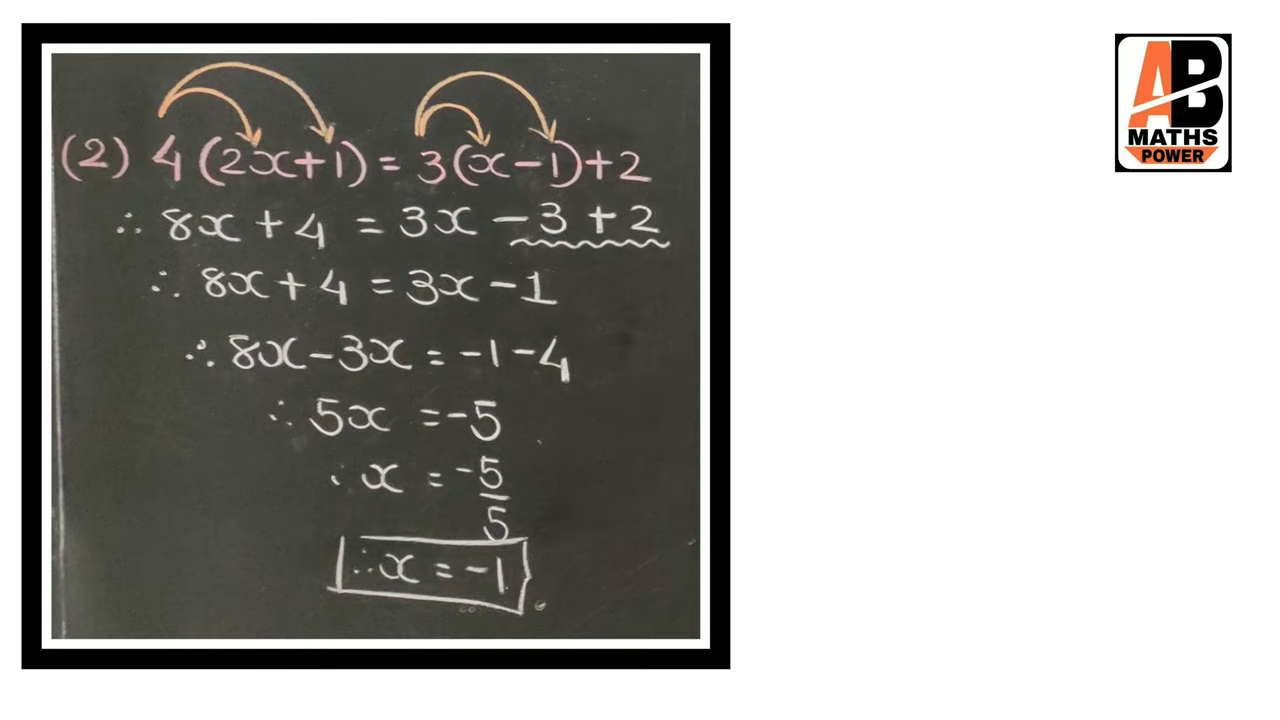 (2) 4(2x+1) = 3(x-1)+2
∴ 8x + 4 = 3x - 3 + 2
∴ 8x + 4 = 3x - 1
∴ 8x - 3x = -1 - 4
∴ 5x = -5
∴ x = -5/5
∴ x = -1
AB
MATHS
POWER